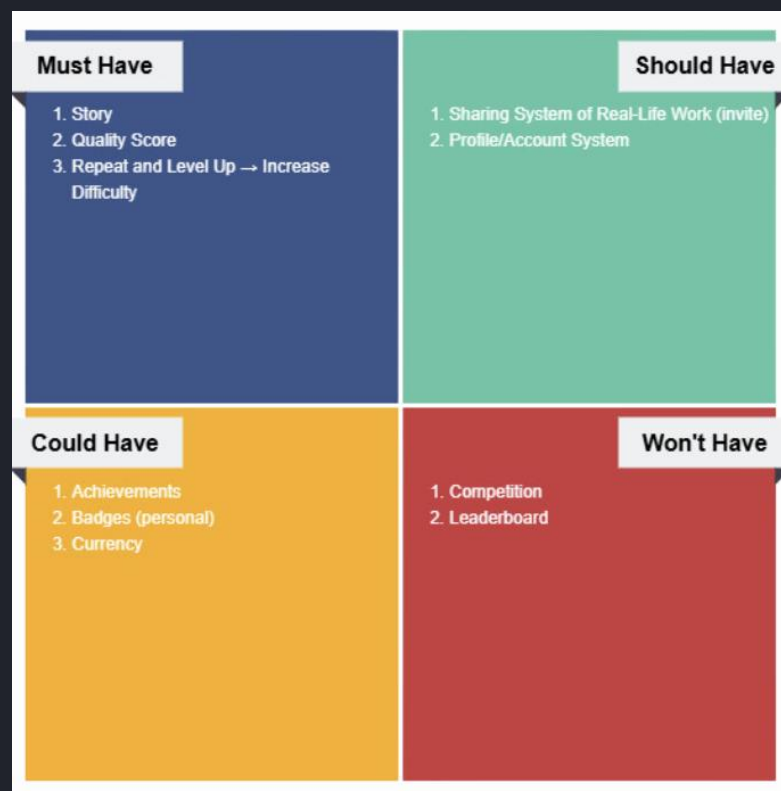 Must Have
1. Story
2. Quality Score
3. Repeat and Level Up → Increase
Difficulty
Should Have
1. Sharing System of Real-Life Work (invite)
2. Profile/Account System
Could Have
1. Achievements
2. Badges (personal)
3. Currency
Won't Have
1. Competition
2. Leaderboard